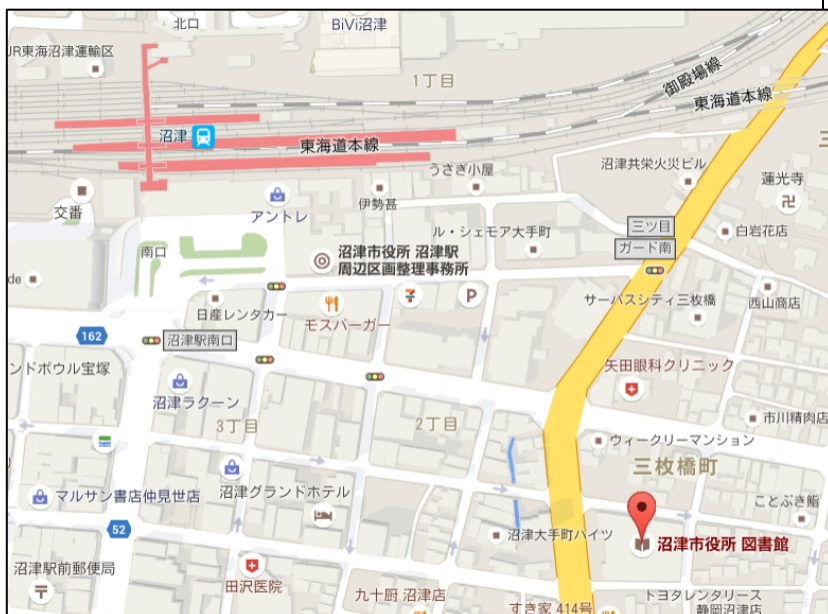 北口
BiVi沼津
JR東海沼津運輸区
1丁目
御殿場線
東海道本線
沼津
東海道本線
うさぎ小屋
沼津共栄火災ビル
蓮光寺
交番
アントレ
伊勢甚
三ツ目
ガード南
白岩花店
ル・シェモア大手町
南口
沼津市役所 沼津駅
周辺区画整理事務所
de
日産レンタカー
モスバーガー
P
サーパスシティ三枚橋
西山商店
162
沼津駅南口
ンドボウル宝塚
矢田眼科クリニック
沼津ラクーン
3丁目
2丁目
市川精肉店
ウィークリーマンション
三枚橋町
マルサン書店仲見世店
沼津グランドホテル
ことぶき鮨
52
沼津大手町ハイツ
沼津市役所 図書館
沼津駅前郵便局
田沢医院
九十厨 沼津店
すき家 414号
トヨタレンタリース
静岡沼津店